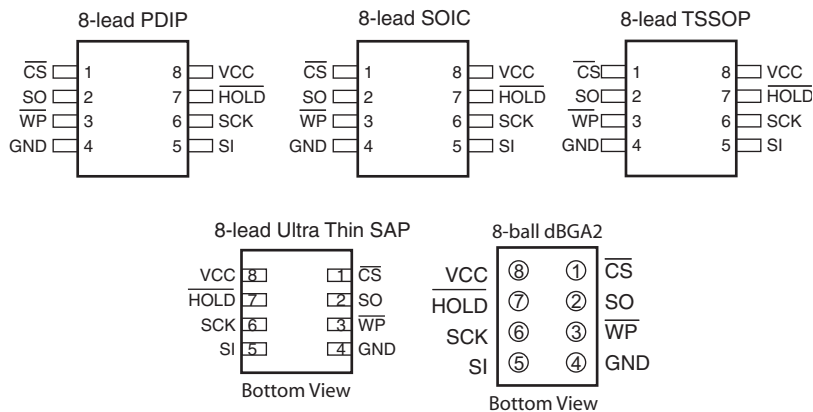 8-lead PDIP
CS 1 8 VCC
SO 2 7 HOLD
WP 3 6 SCK
GND 4 5 SI
8-lead SOIC
CS 1 8 VCC
SO 2 7 HOLD
WP 3 6 SCK
GND 4 5 SI
8-lead TSSOP
CS 1 8 VCC
SO 2 7 HOLD
WP 3 6 SCK
GND 4 5 SI
8-lead Ultra Thin SAP
VCC 8 1 CS
HOLD 7 2 SO
SCK 6 3 WP
SI 5 4 GND
Bottom View
8-ball dBGA2
VCC 8 1 CS
HOLD 7 2 SO
SCK 6 3 WP
SI 5 4 GND
Bottom View